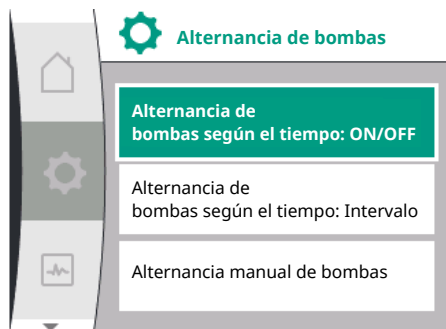 Alternancia de bombas
Alternancia de
bombas según el tiempo: ON/OFF
Alternancia de
bombas según el tiempo: Intervalo
Alternancia manual de bombas